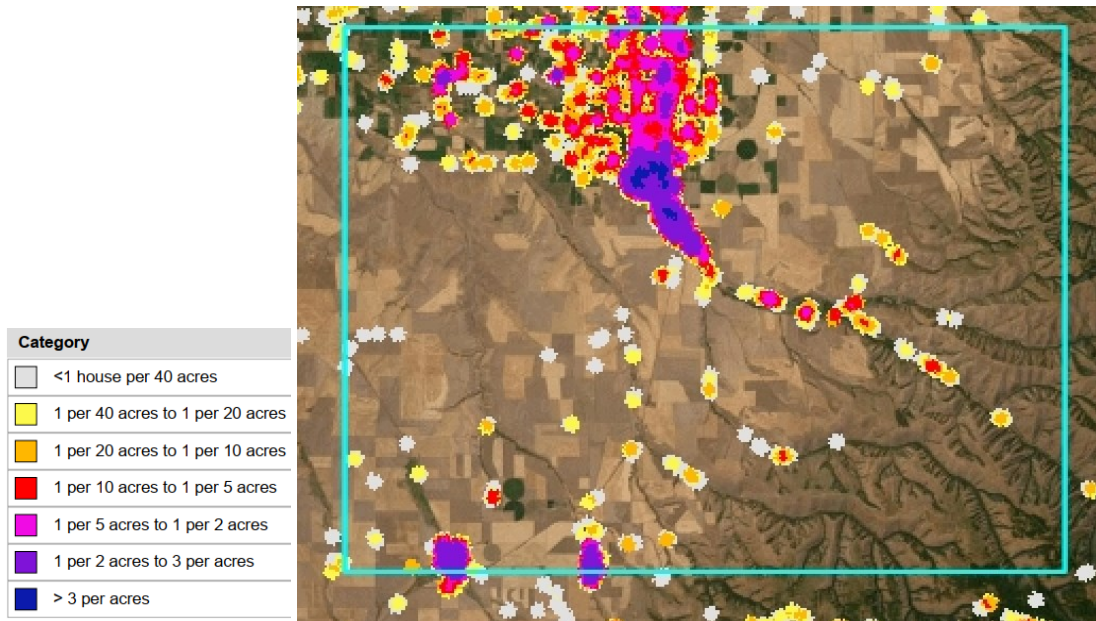 Category
<1 house per 40 acres
1 per 40 acres to 1 per 20 acres
1 per 20 acres to 1 per 10 acres
1 per 10 acres to 1 per 5 acres
1 per 5 acres to 1 per 2 acres
1 per 2 acres to 3 per acres
> 3 per acres